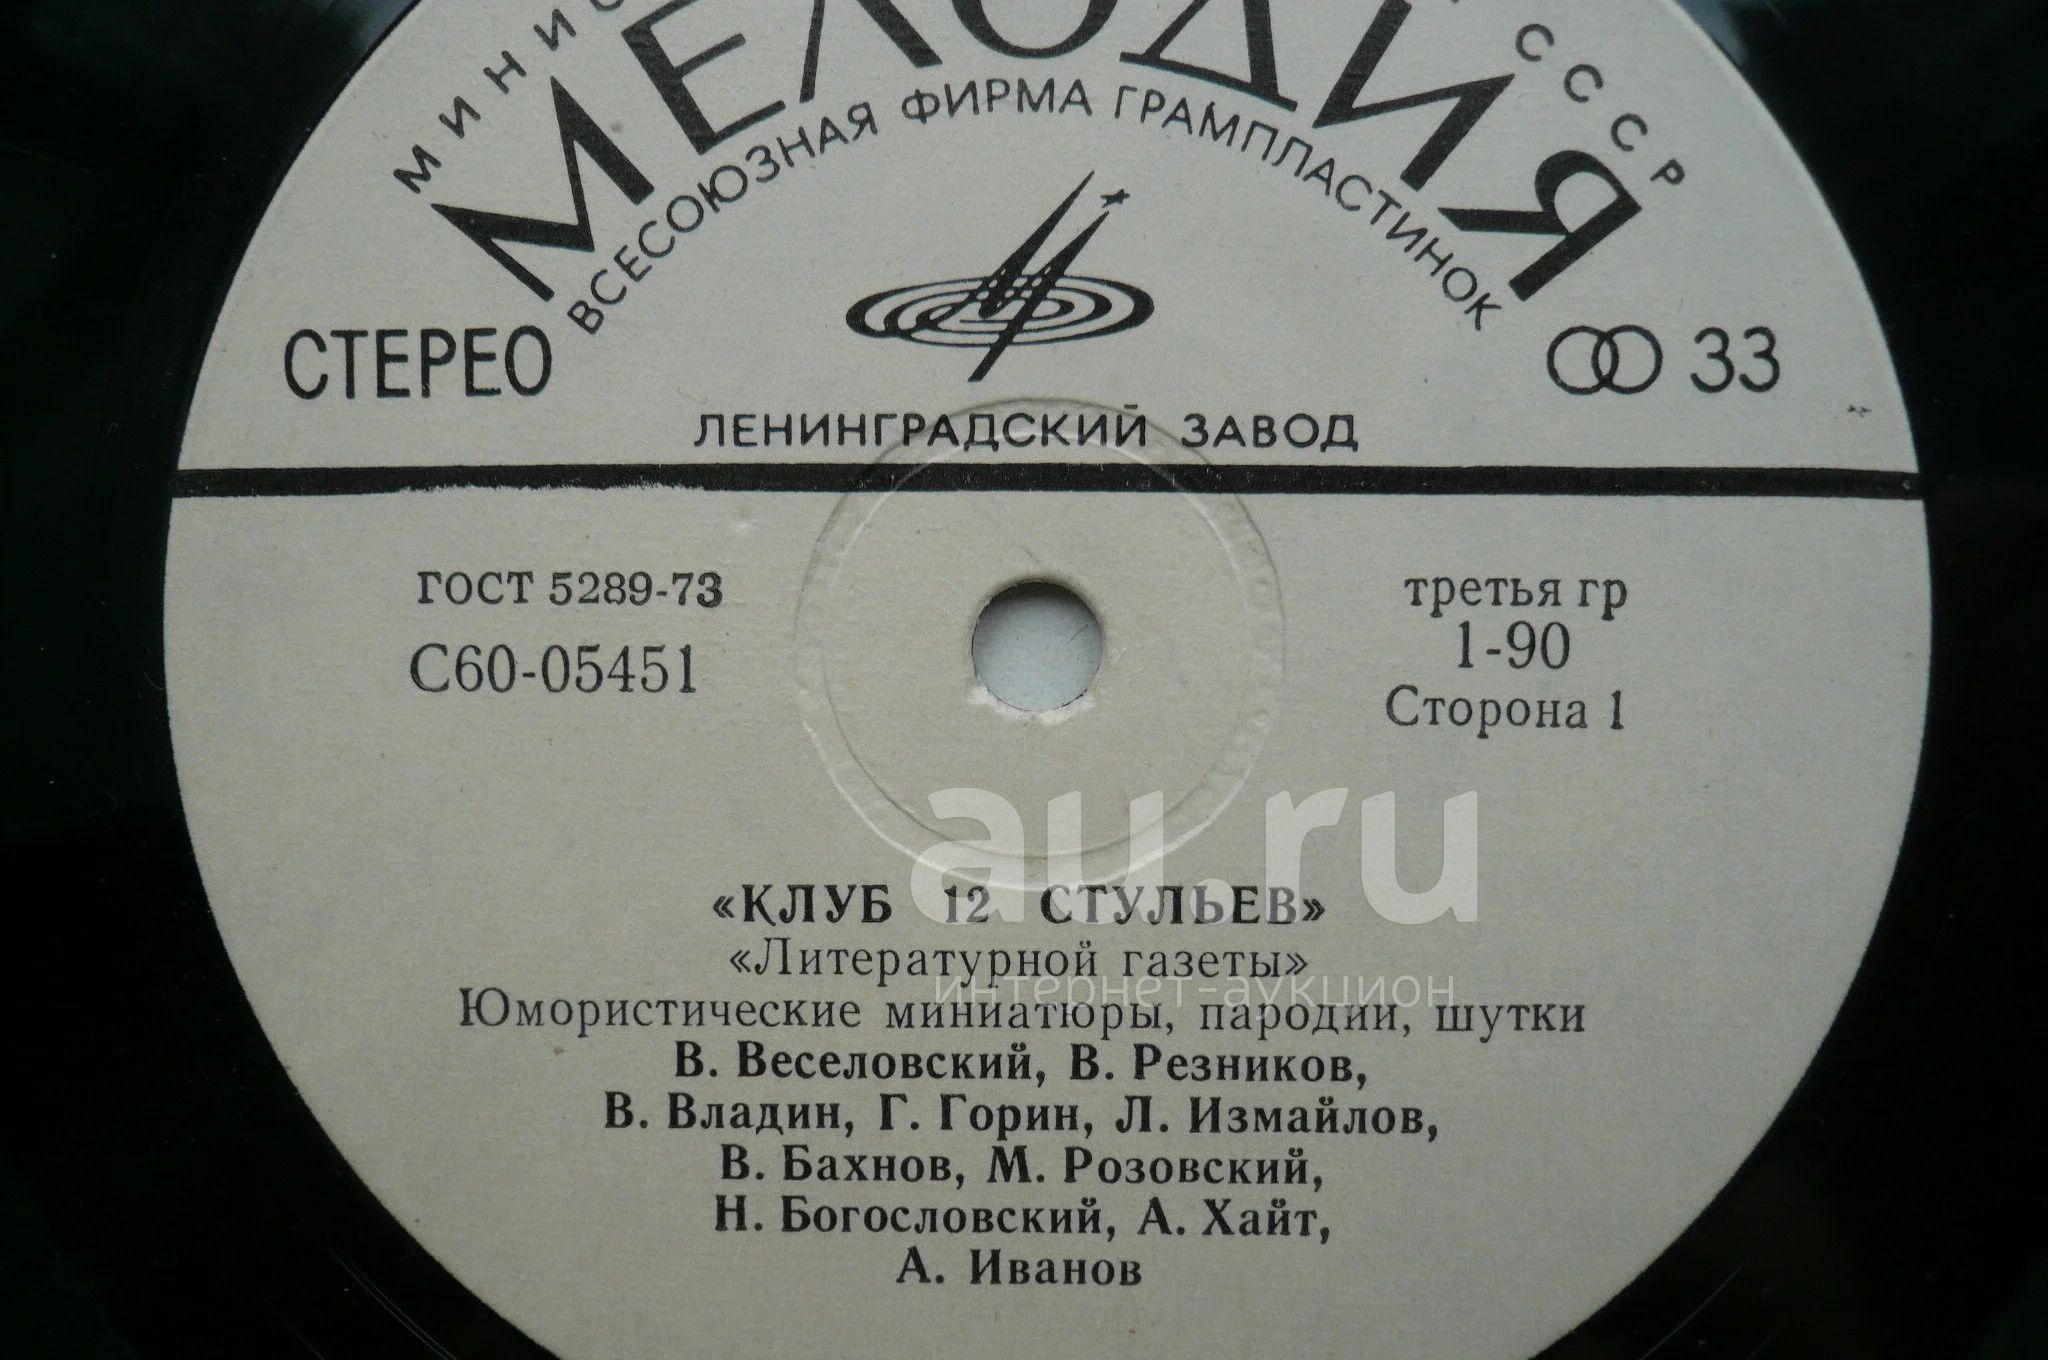 МЕЛОДИЯ
СССР
ВСЕСОЮЗНАЯ ФИРМА ГРАМПЛАСТИНОК
СТЕРЕО
33
ЛЕНИНГРАДСКИЙ ЗАВОД
ГОСТ 5289-73
третья гр
С60-05451
1-90
Сторона 1
au.ru
интернет-аукцион
«КЛУБ 12 СТУЛЬЕВ»
«Литературной газеты»
Юмористические миниатюры, пародии, шутки
В. Веселовский, В. Резников,
В. Владин, Г. Горин, Л. Измайлов,
В. Бахнов, М. Розовский,
Н. Богословский, А. Хайт,
А. Иванов